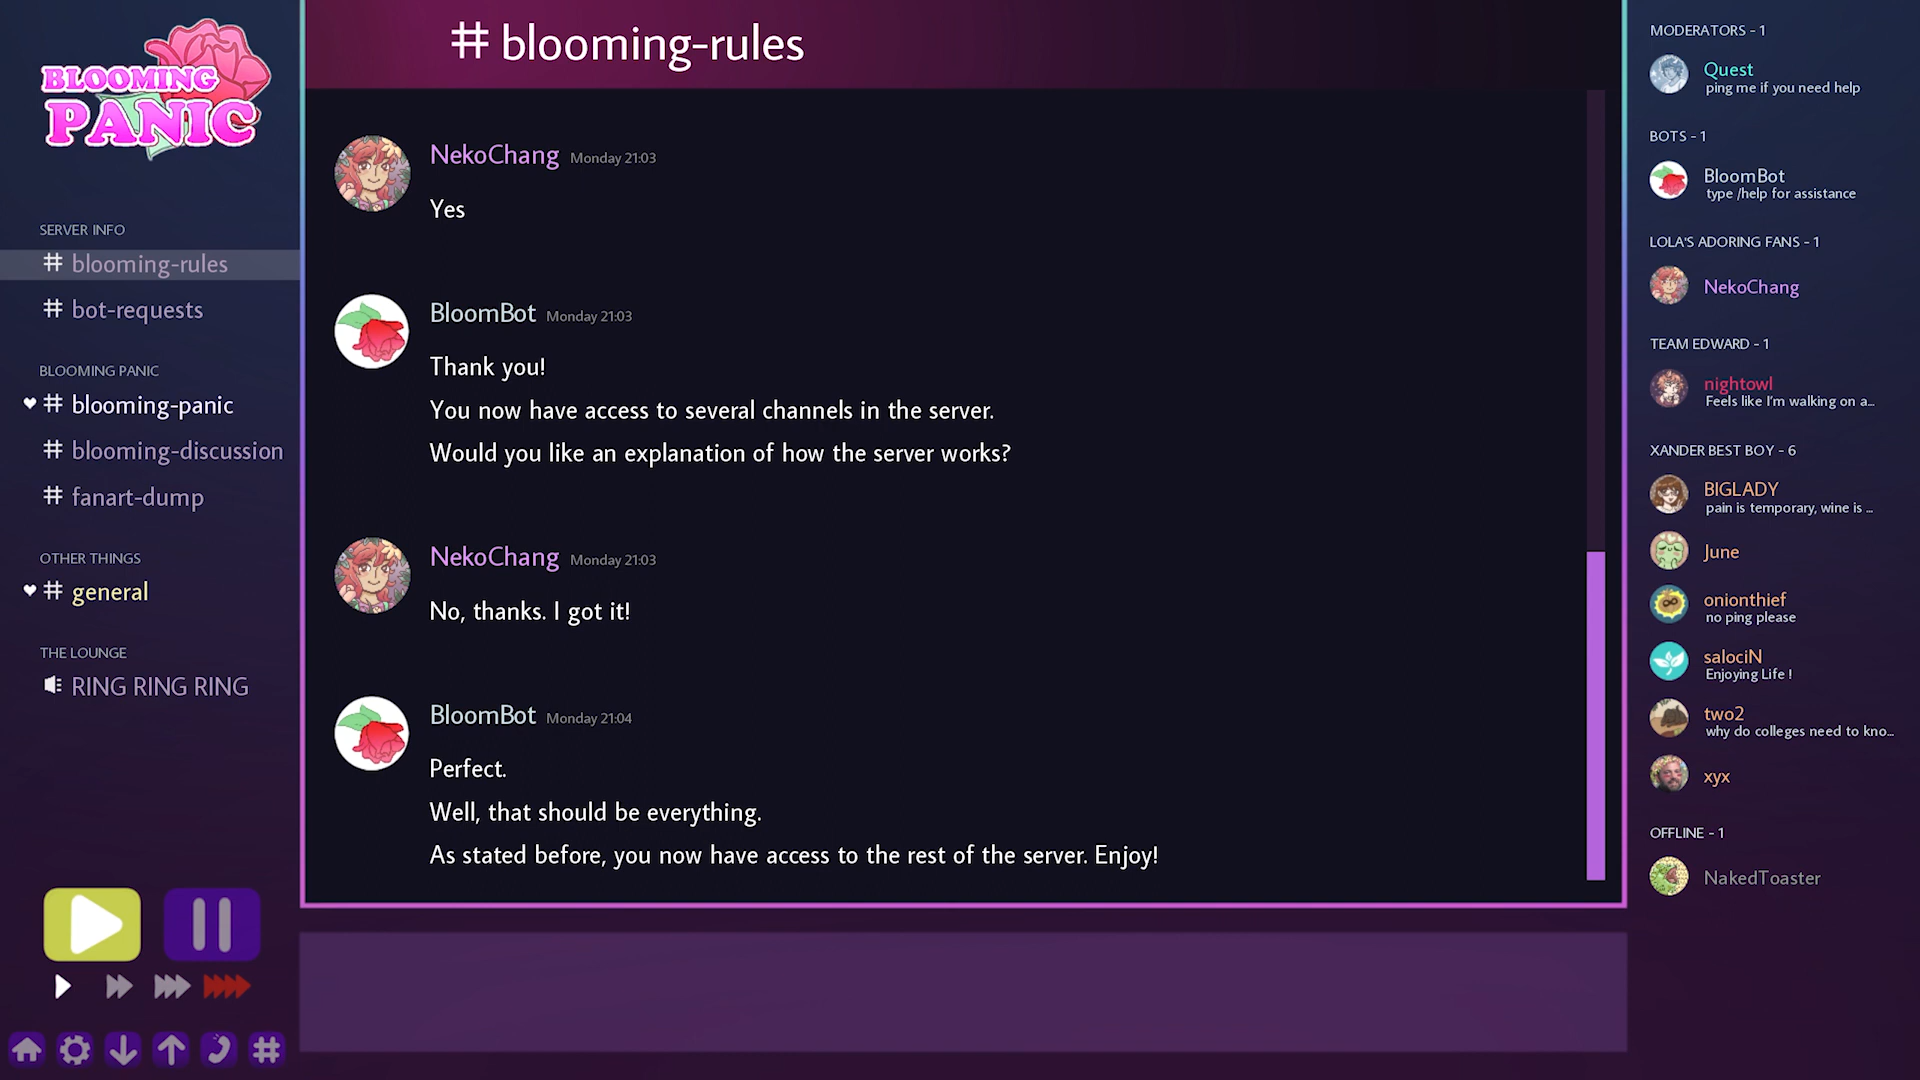 BLOOMING
PANIC
SERVER INFO
# blooming-rules
# bot-requests
BLOOMING PANIC
# blooming-panic
# blooming-discussion
# fanart-dump
OTHER THINGS
# general
THE LOUNGE
RING RING RING
# blooming-rules
NekoChang Monday 21:03
Yes
BloomBot Monday 21:03
Thank you!
You now have access to several channels in the server.
Would you like an explanation of how the server works?
NekoChang Monday 21:03
No, thanks. I got it!
BloomBot Monday 21:04
Perfect.
Well, that should be everything.
As stated before, you now have access to the rest of the server. Enjoy!
MODERATORS - 1
Quest
ping me if you need help
BOTS - 1
BloomBot
type /help for assistance
LOLA'S ADORING FANS - 1
NekoChang
TEAM EDWARD - 1
nightowl
Feels like I'm walking on a...
XANDER BEST BOY - 6
BIGLADY
pain is temporary, wine is ...
June
onionthief
no ping please
salociN
Enjoying Life !
two2
why do colleges need to kno...
xyx
OFFLINE - 1
NakedToaster